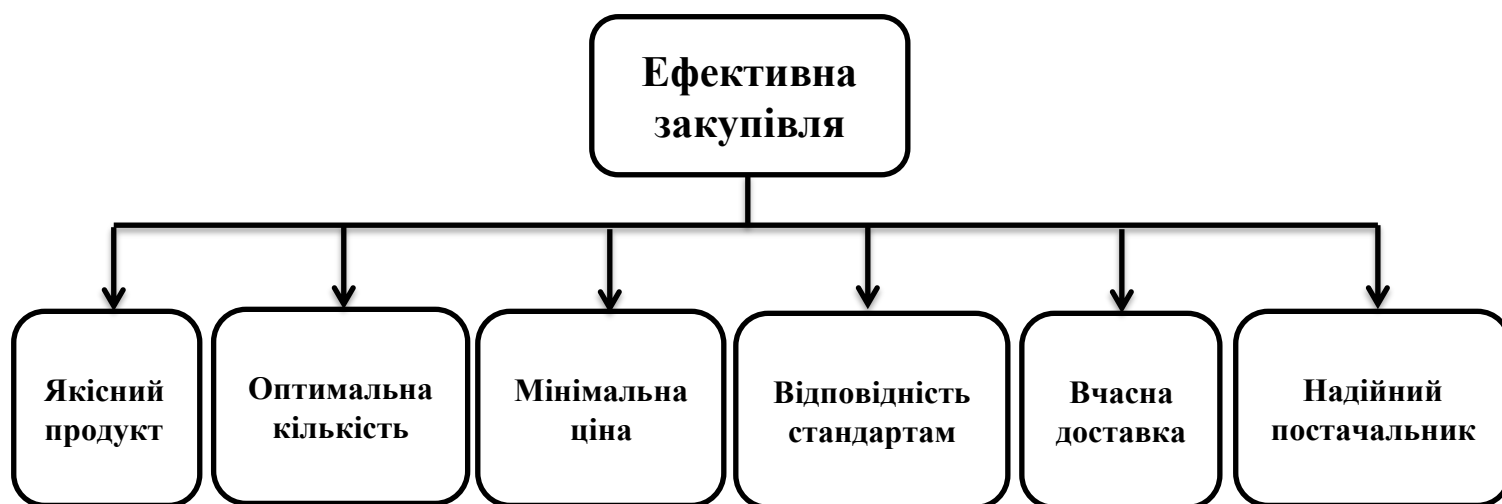 Ефективна
закупівля
Якісний
продукт
Оптимальна
кількість
Мінімальна
ціна
Відповідність
стандартам
Вчасна
доставка
Надійний
постачальник